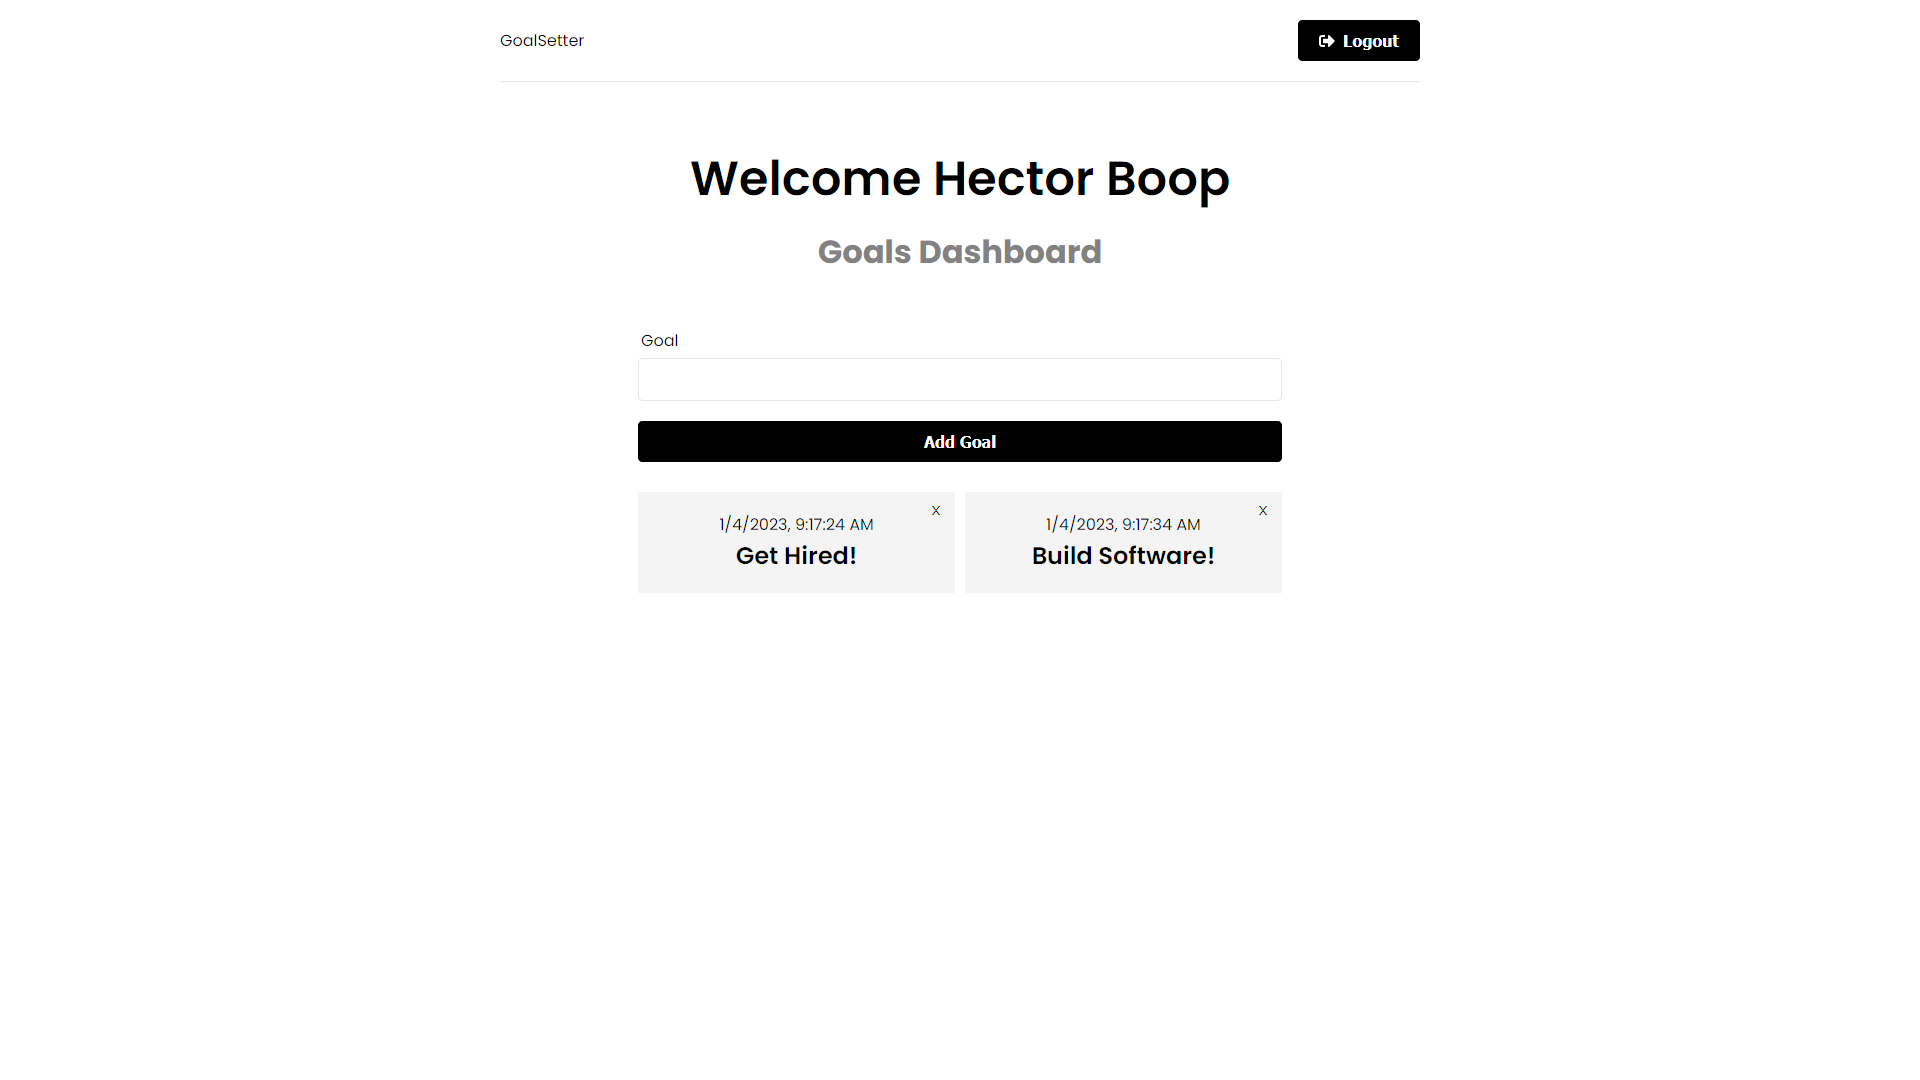 GoalSetter
Logout
Welcome Hector Boop
Goals Dashboard
Goal
Add Goal
X
1/4/2023, 9:17:24 AM
Get Hired!
X
1/4/2023, 9:17:34 AM
Build Software!